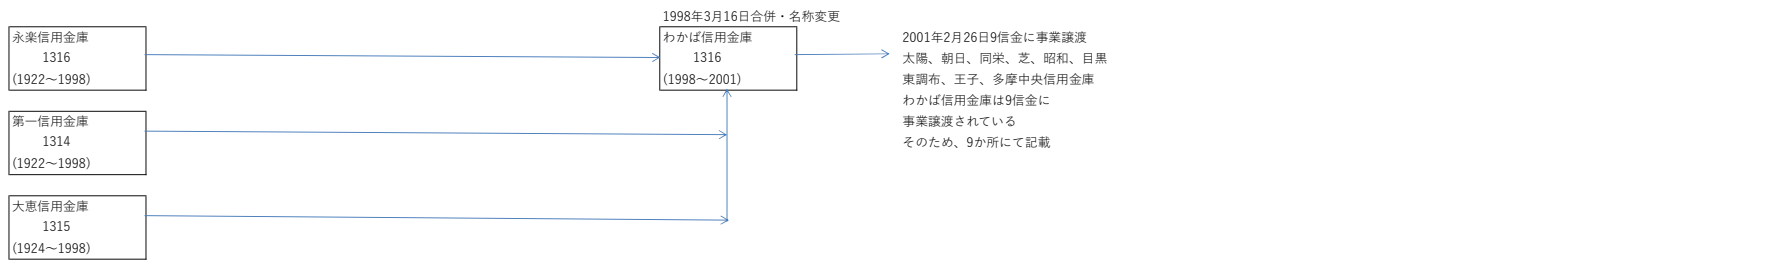 1998年3月16日合併・名称変更
永楽信用金庫
1316
(1922～1998)
わかば信用金庫
1316
(1998～2001)
2001年2月26日9信金に事業譲渡
太陽、朝日、同栄、芝、昭和、目黒
東調布、王子、多摩中央信用金庫
わかば信用金庫は9信金に
事業譲渡されている
そのため、9か所にて記載
第一信用金庫
1314
(1922～1998)
大恵信用金庫
1315
(1924～1998)